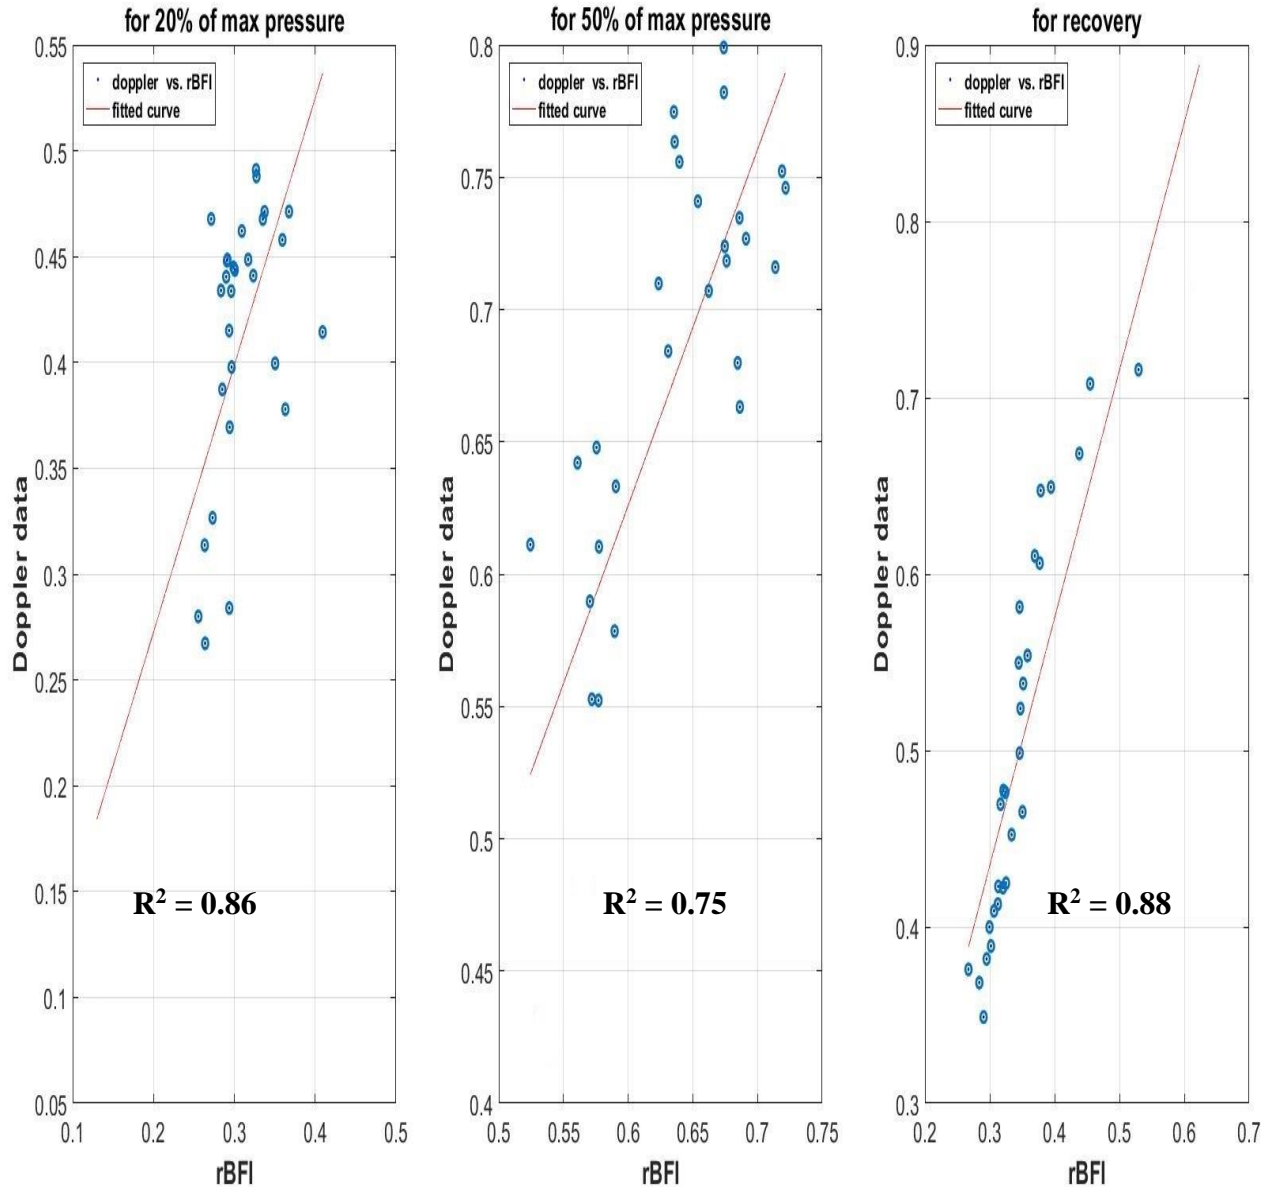 for 20% of max pressure
doppler vs. rBFI
fitted curve
0.55
0.5
0.45
0.4
0.35
0.3
0.25
0.2
0.15
0.1
0.05
Doppler data
R² = 0.86
0.1 0.2 0.3 0.4 0.5
rBFI
for 50% of max pressure
doppler vs. rBFI
fitted curve
0.8
0.75
0.7
0.65
0.6
0.55
0.5
0.45
0.4
Doppler data
R² = 0.75
0.5 0.55 0.6 0.65 0.7 0.75
rBFI
for recovery
doppler vs. rBFI
fitted curve
0.9
0.8
0.7
0.6
0.5
0.4
0.3
Doppler data
R² = 0.88
0.2 0.3 0.4 0.5 0.6 0.7
rBFI